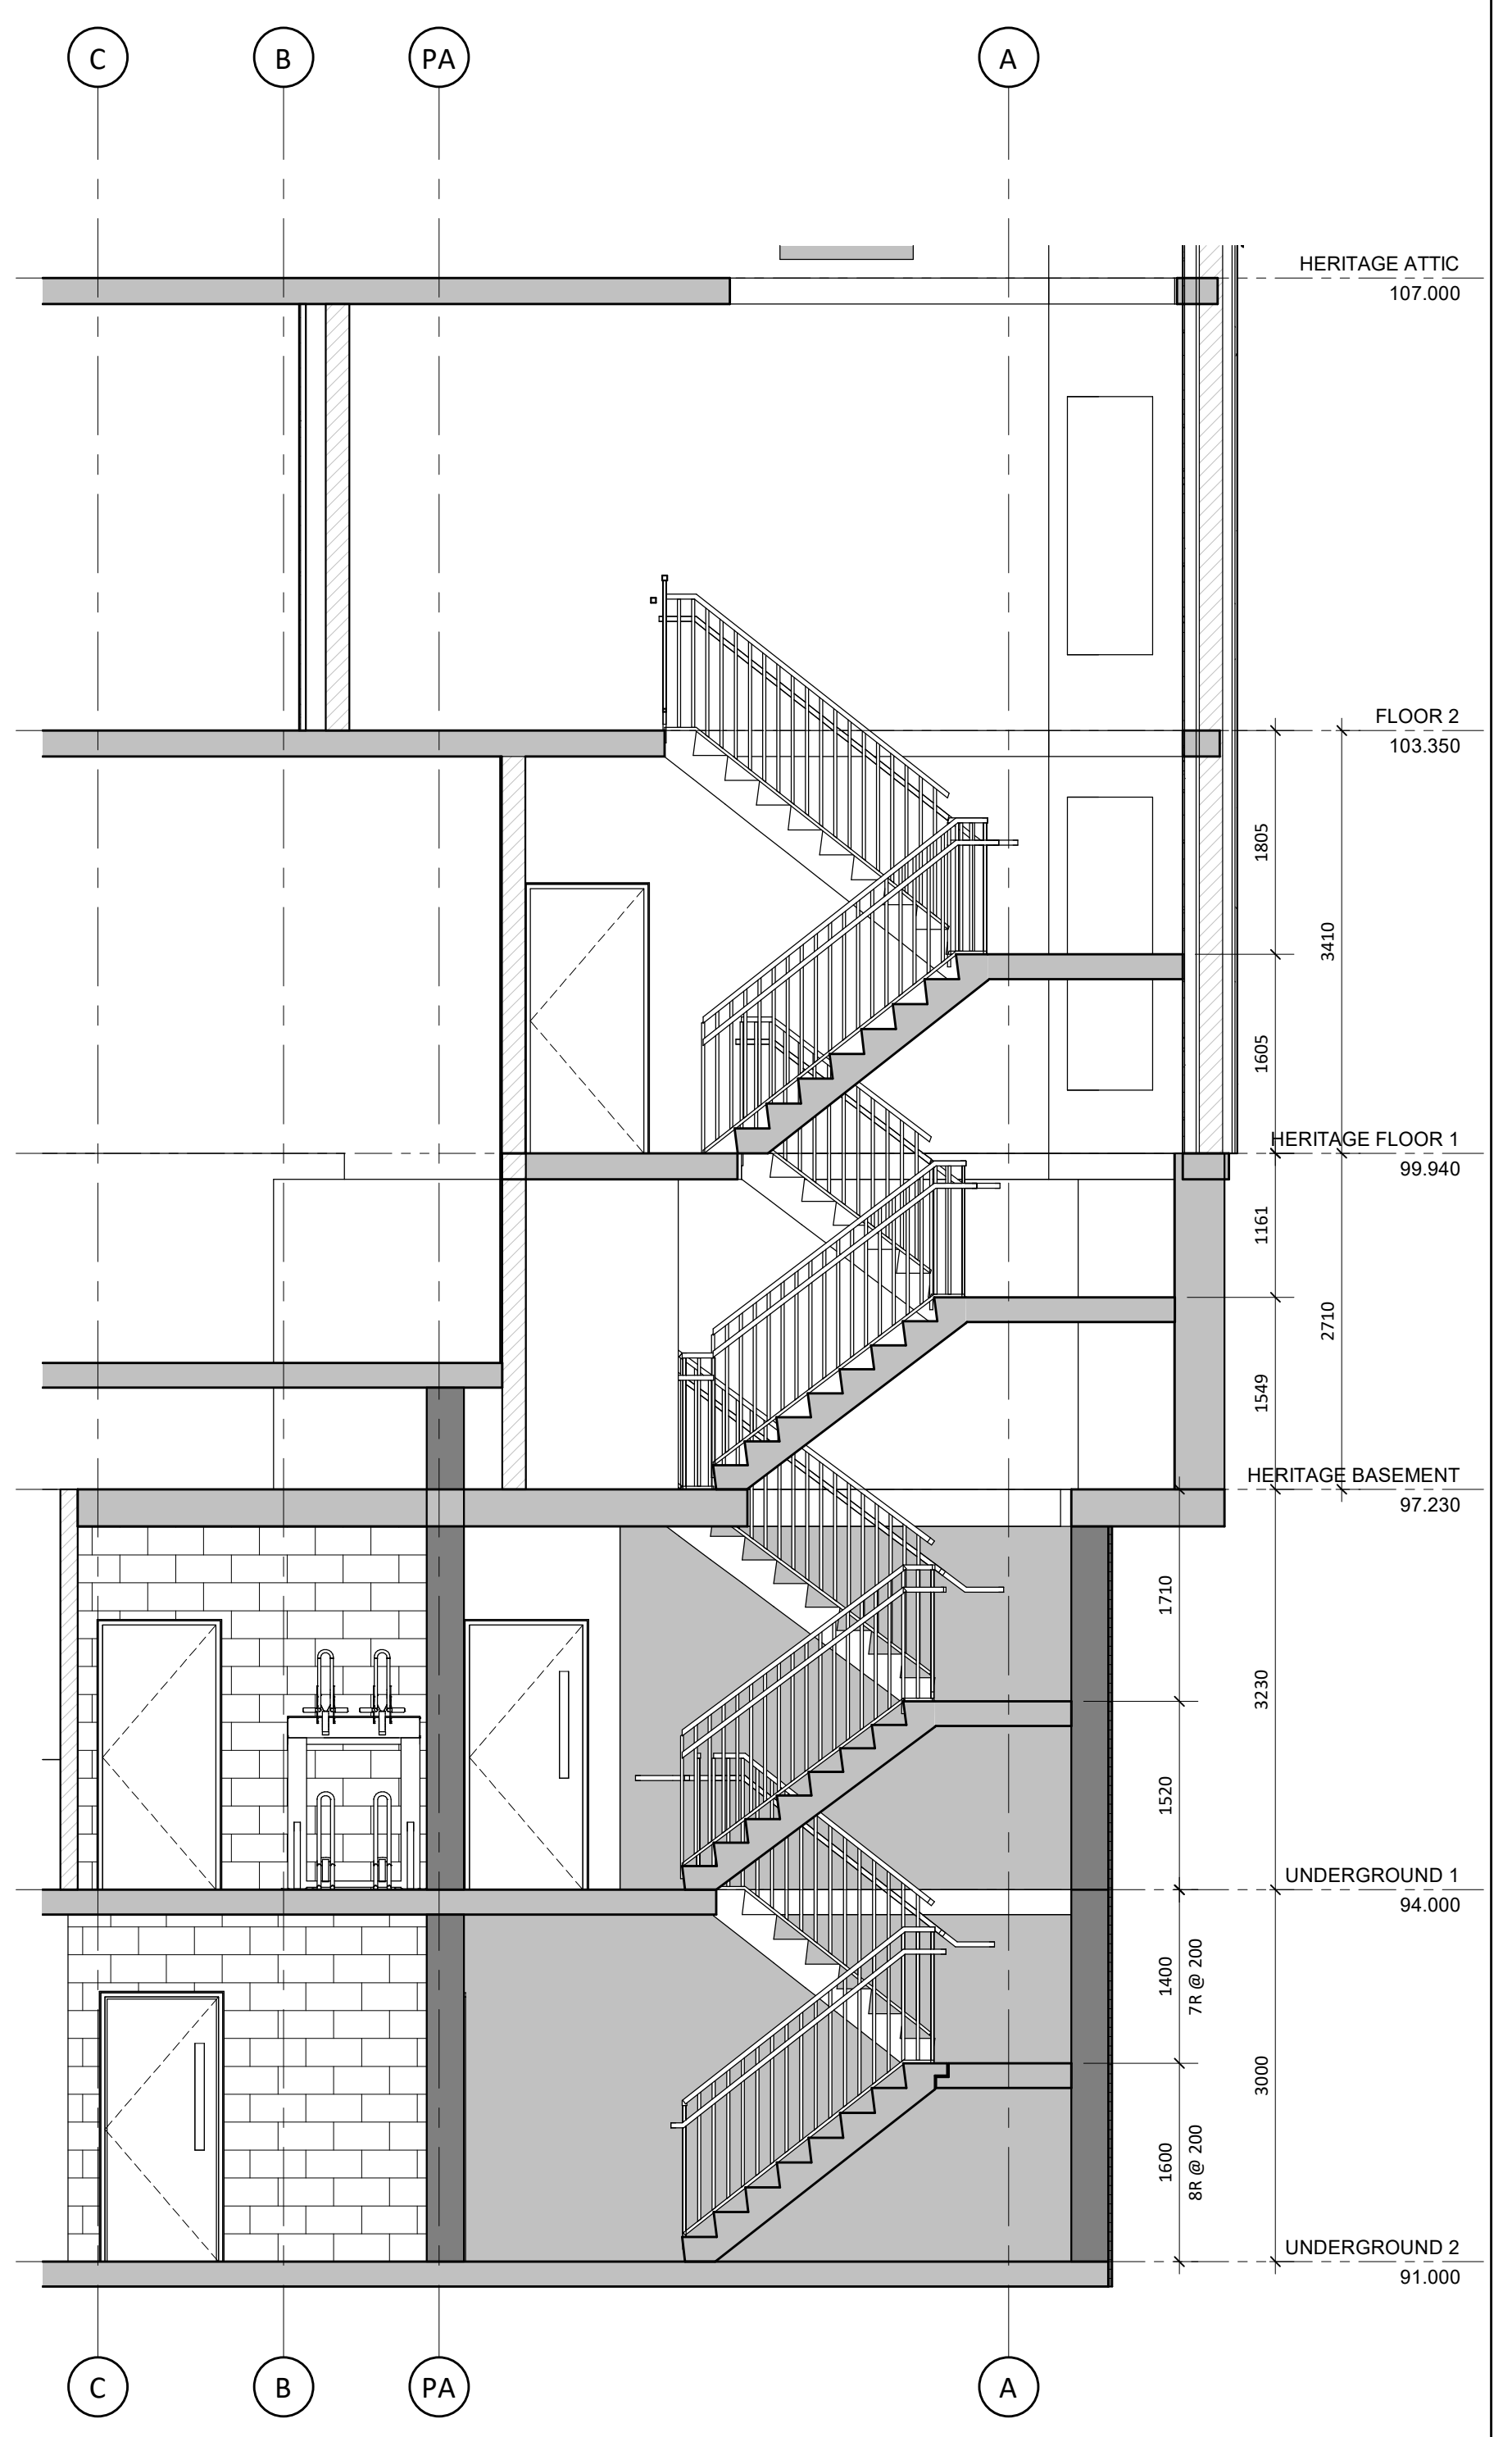 C
B
PA
A
HERITAGE ATTIC
107.000
FLOOR 2
103.350
1805
3410
1605
HERITAGE FLOOR 1
99.940
1161
2710
1549
HERITAGE BASEMENT
97.230
1710
3230
1520
UNDERGROUND 1
94.000
1400
7R @ 200
3000
1600
8R @ 200
UNDERGROUND 2
91.000
C
B
PA
A